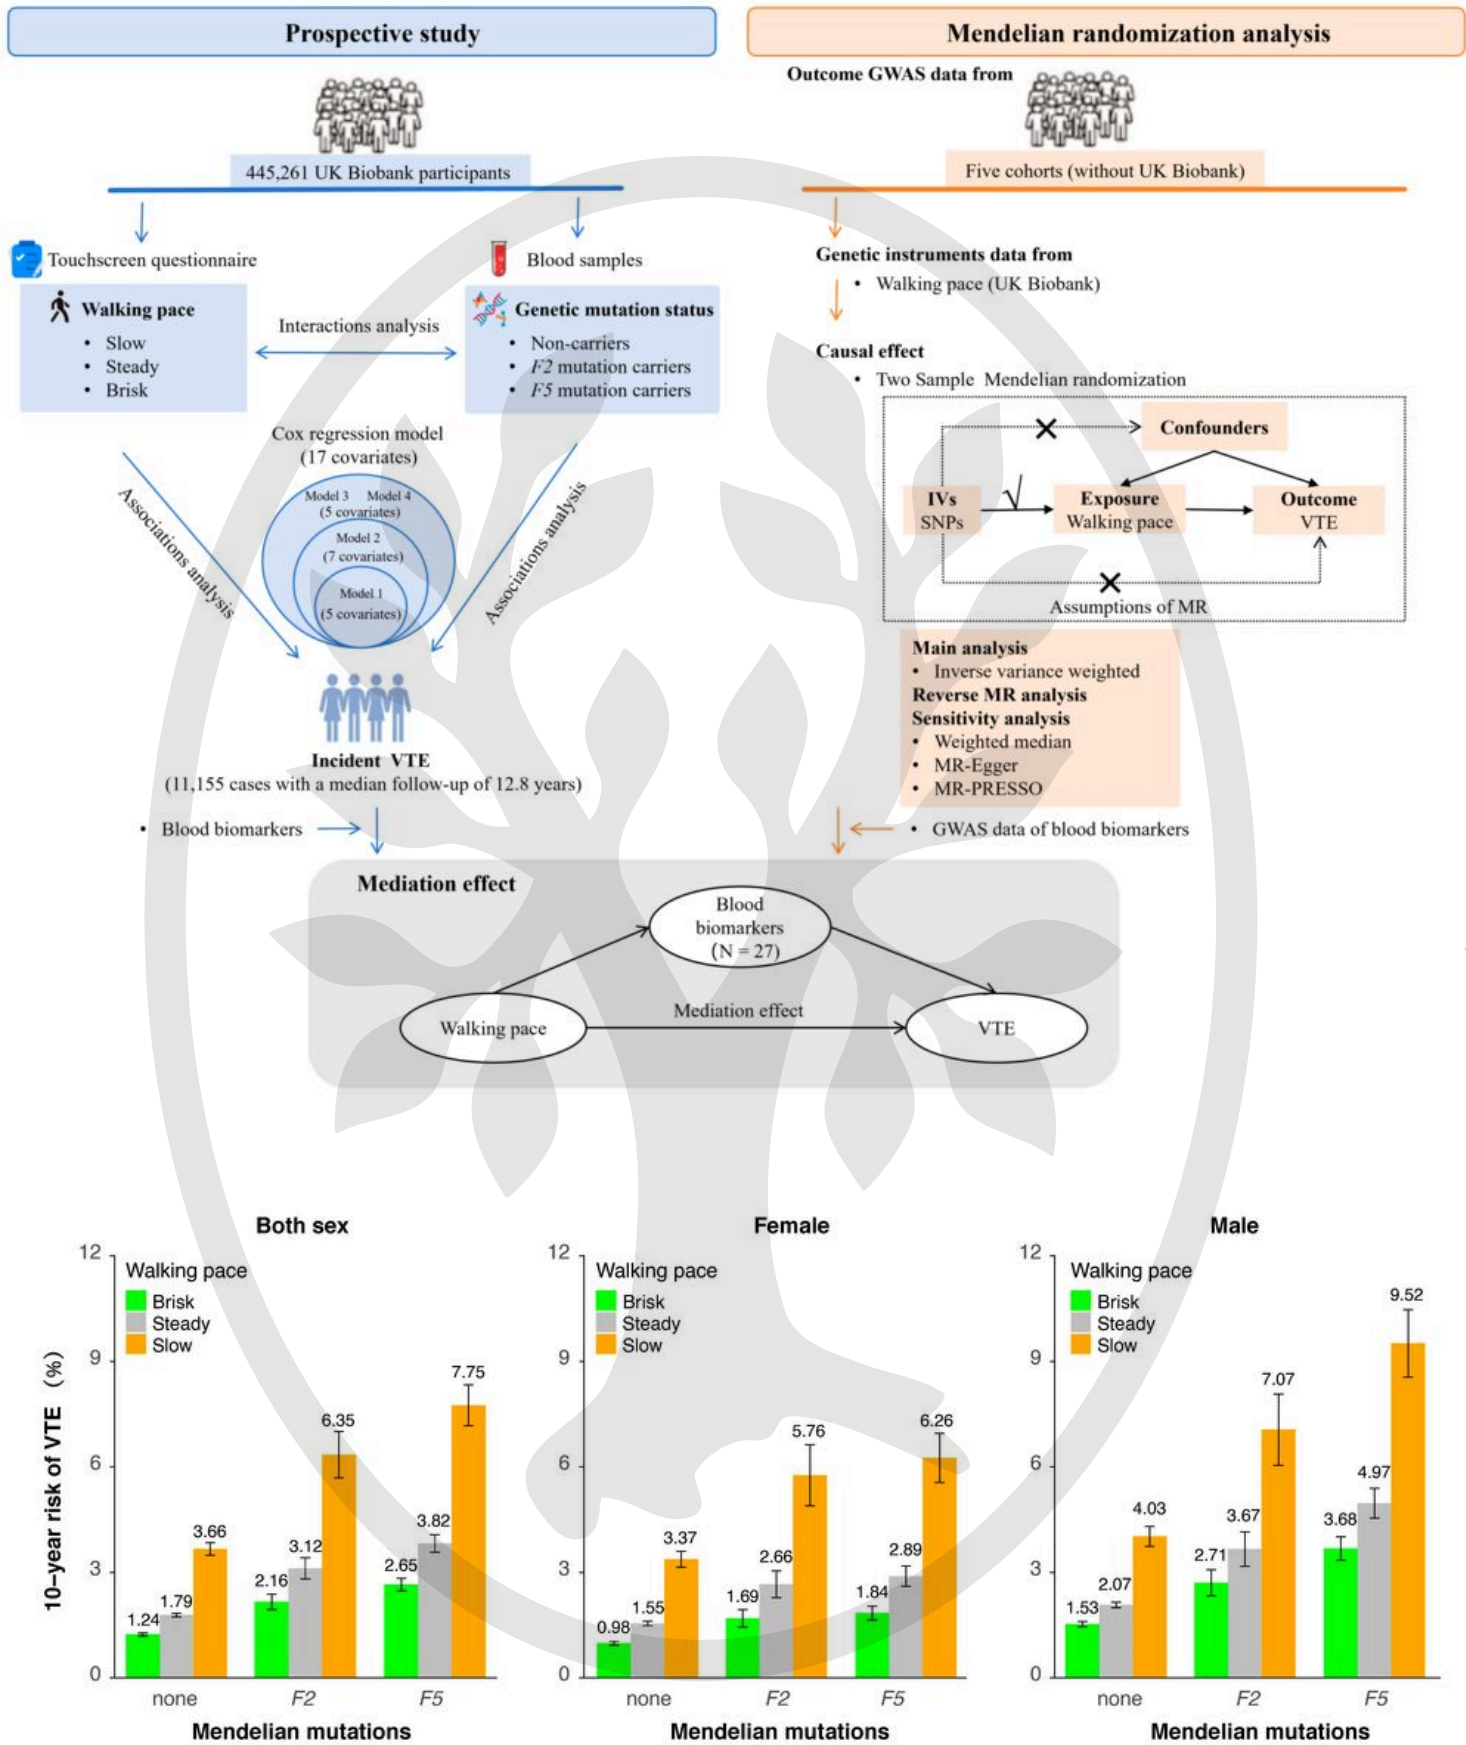 Prospective study
445,261 UK Biobank participants
Touchscreen questionnaire
Blood samples
Walking pace
• Slow
• Steady
• Brisk
Interactions analysis
Genetic mutation status
• Non-carriers
• F2 mutation carriers
• F5 mutation carriers
Cox regression model
(17 covariates)
Model 3 Model 4
(5 covariates)
Model 2
(7 covariates)
Model 1
(5 covariates)
Associations analysis
Associations analysis
Incident VTE
(11,155 cases with a median follow-up of 12.8 years)
• Blood biomarkers
Mendelian randomization analysis
Outcome GWAS data from
Five cohorts (without UK Biobank)
Genetic instruments data from
• Walking pace (UK Biobank)
Causal effect
• Two Sample Mendelian randomization
Confounders
IVs
SNPs
Exposure
Walking pace
Outcome
VTE
Assumptions of MR
Main analysis
• Inverse variance weighted
Reverse MR analysis
Sensitivity analysis
• Weighted median
• MR-Egger
• MR-PRESSO
• GWAS data of blood biomarkers
Mediation effect
Blood
biomarkers
(N = 27)
Walking pace
Mediation effect
VTE
Both sex
10-year risk of VTE (%)
12
9
6
3
0
Walking pace
Brisk
Steady
Slow
1.24
1.79
3.66
2.16
3.12
6.35
2.65
3.82
7.75
none
F2
F5
Mendelian mutations
Female
12
9
6
3
0
Walking pace
Brisk
Steady
Slow
0.98
1.55
3.37
1.69
2.66
5.76
1.84
2.89
6.26
none
F2
F5
Mendelian mutations
Male
12
9
6
3
0
Walking pace
Brisk
Steady
Slow
1.53
2.07
4.03
2.71
3.67
7.07
3.68
4.97
9.52
none
F2
F5
Mendelian mutations